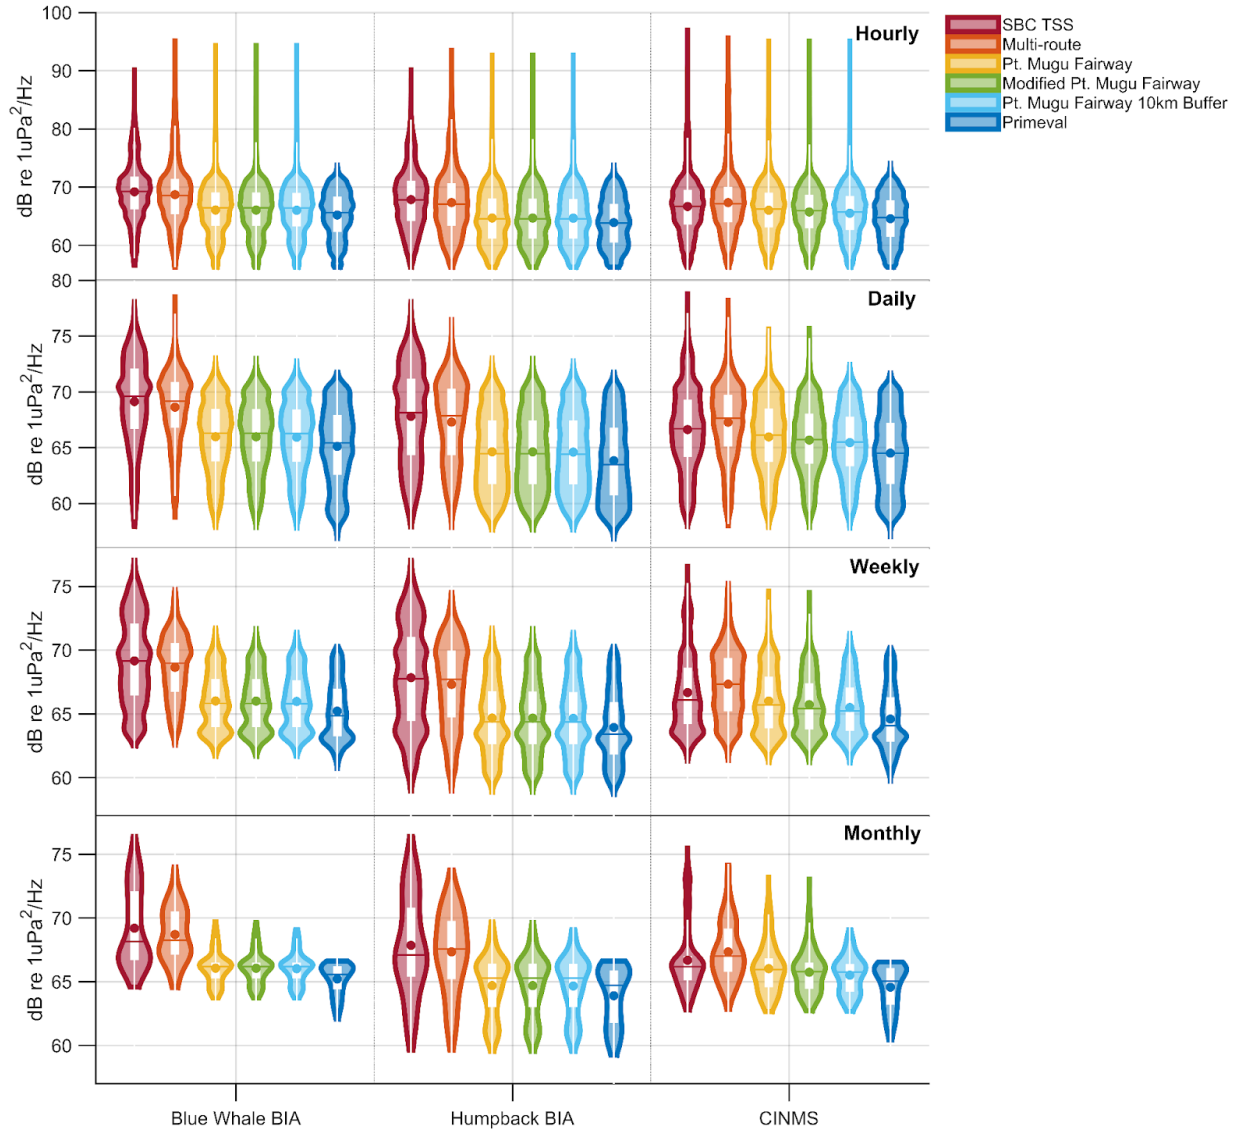 100
90
80
70
60
dB re 1uPa²/Hz
Hourly
SBC TSS
Multi-route
Pt. Mugu Fairway
Modified Pt. Mugu Fairway
Pt. Mugu Fairway 10km Buffer
Primeval
80
75
70
65
60
dB re 1uPa²/Hz
Daily
75
70
65
60
dB re 1uPa²/Hz
Weekly
75
70
65
60
dB re 1uPa²/Hz
Monthly
Blue Whale BIA
Humpback BIA
CINMS